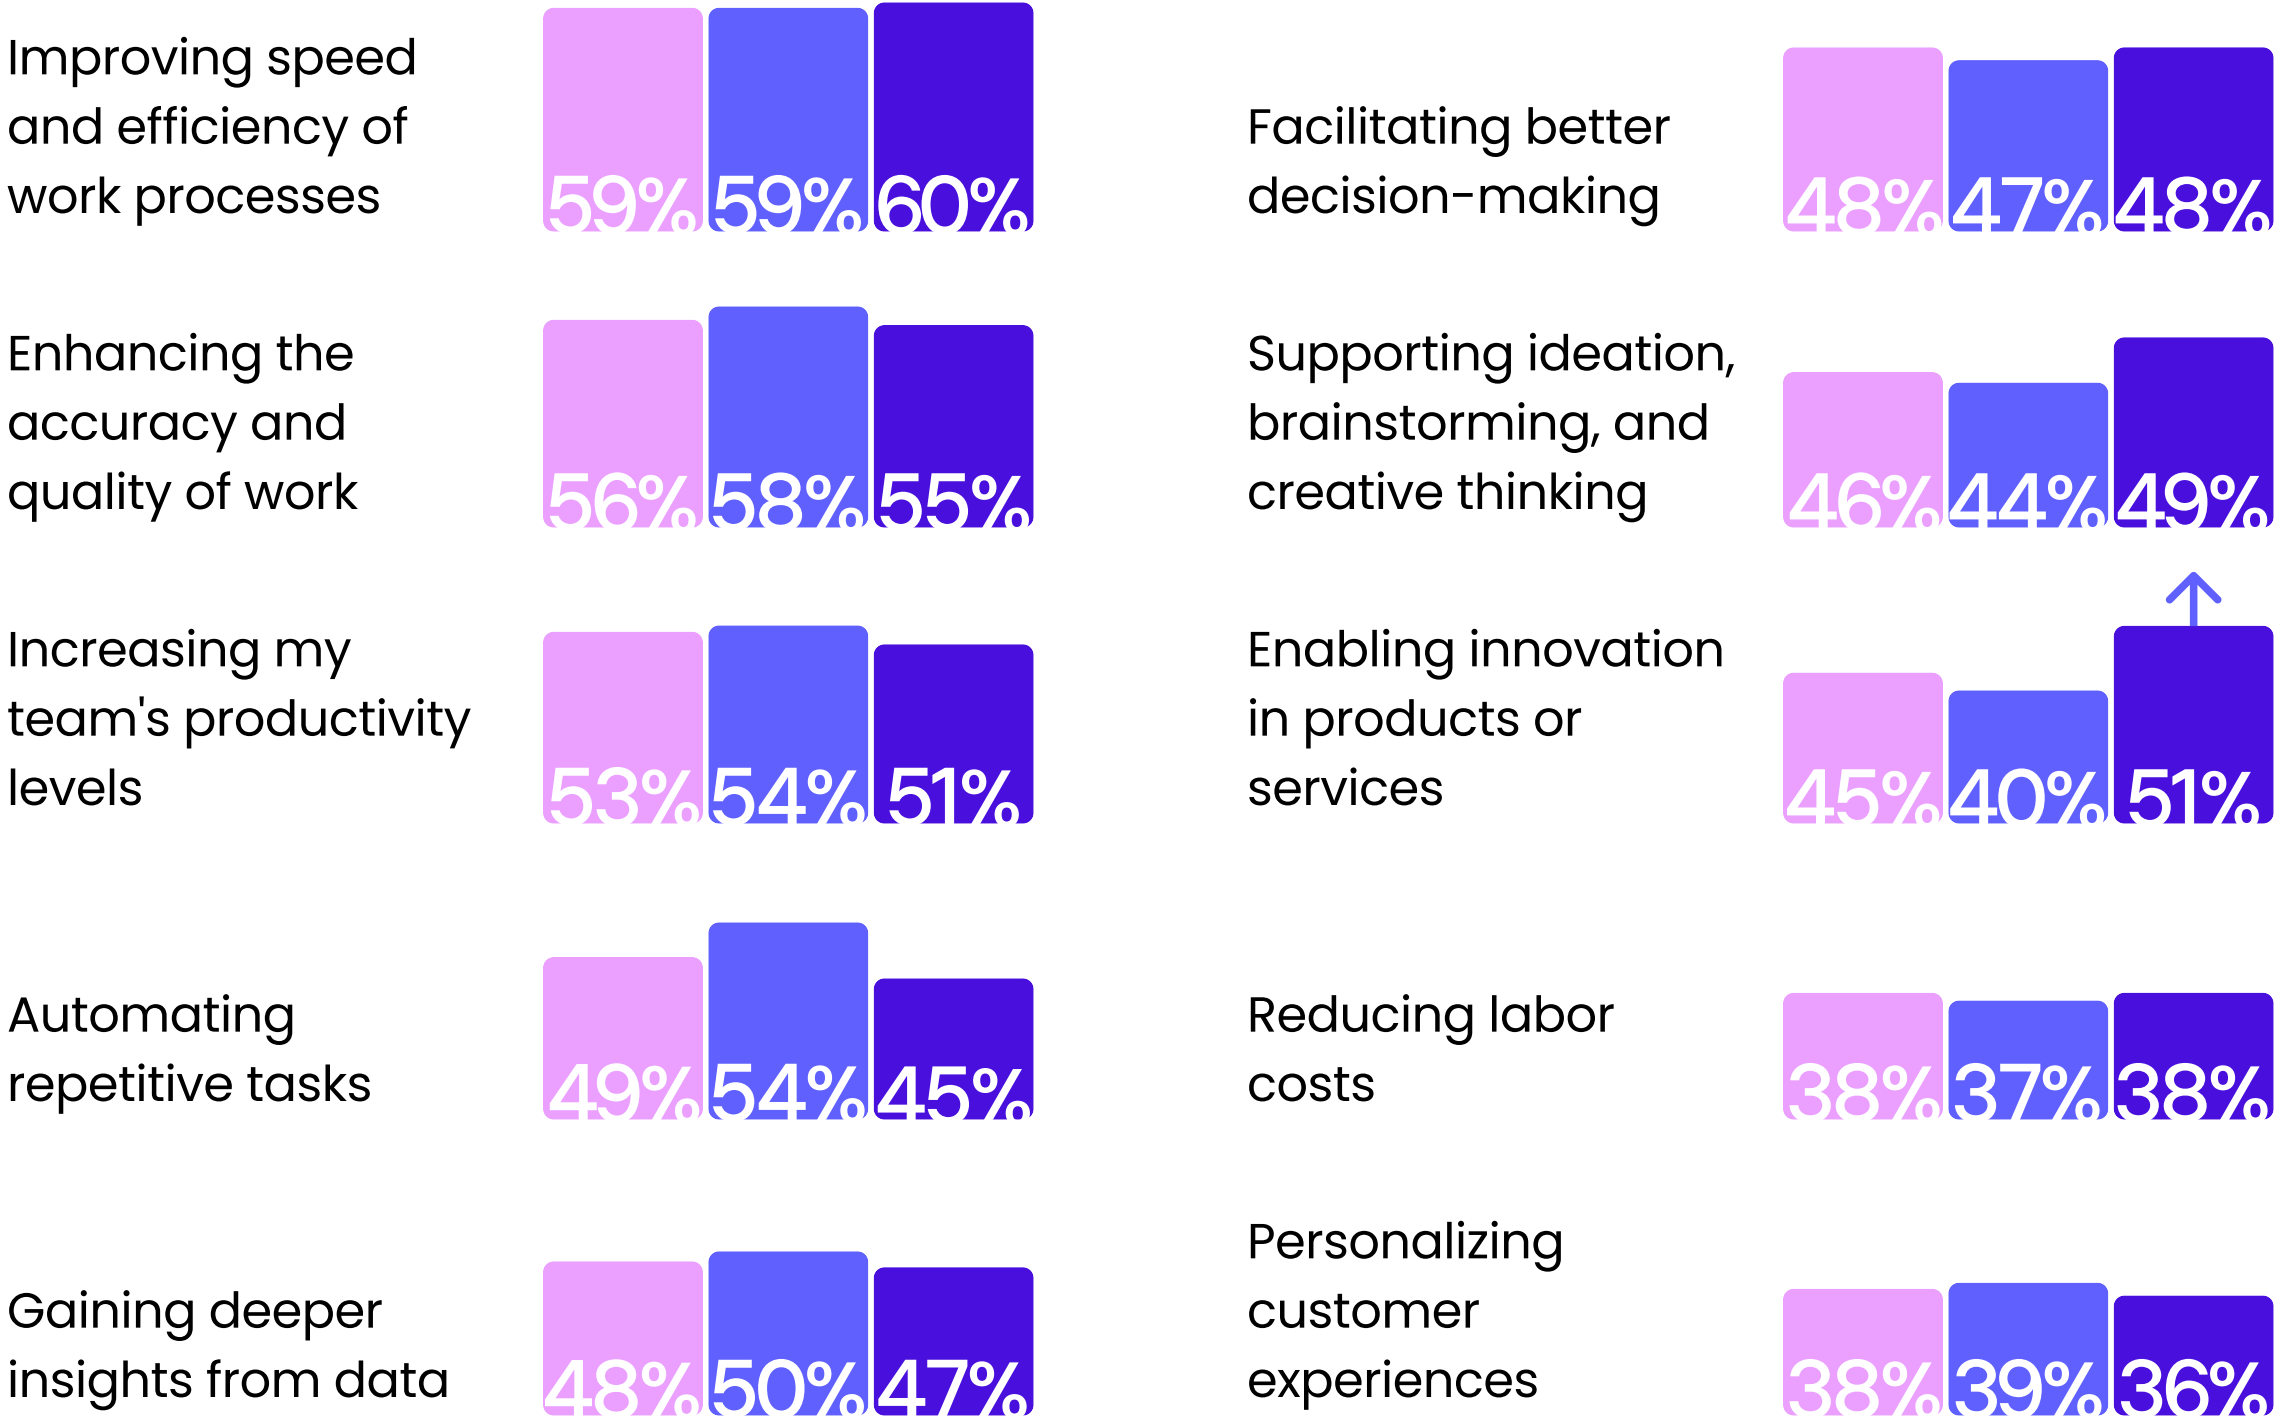 Improving speed
and efficiency of
work processes
59% 59% 60%
Enhancing the
accuracy and
quality of work
56% 58% 55%
Increasing my
team's productivity
levels
53% 54% 51%
Automating
repetitive tasks
49% 54% 45%
Gaining deeper
insights from data
48% 50% 47%
Facilitating better
decision-making
48% 47% 48%
Supporting ideation,
brainstorming, and
creative thinking
46% 44% 49%
Enabling innovation
in products or
services
45% 40% 51%
Reducing labor
costs
38% 37% 38%
Personalizing
customer
experiences
38% 39% 36%